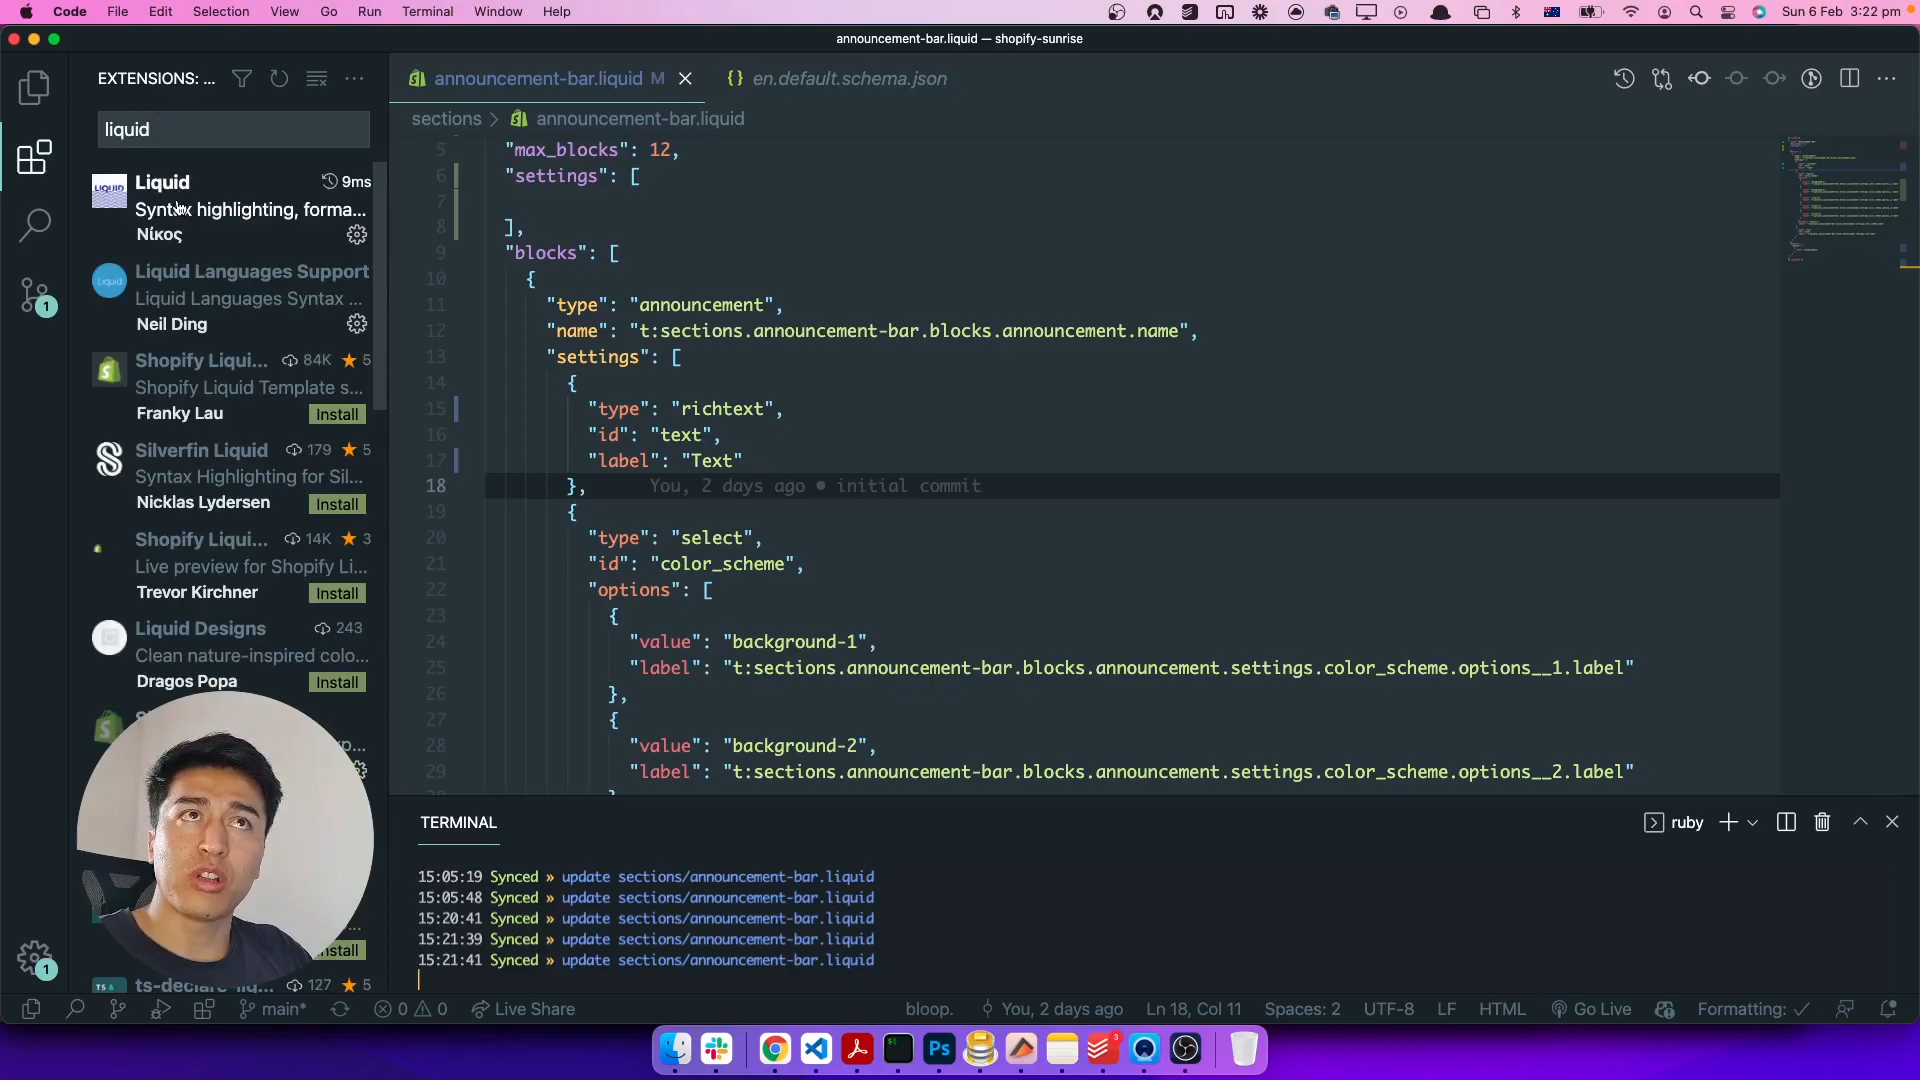 Code File Edit Selection View Go Run Terminal Window Help Sun 6 Feb 3:22 pm
announcement-bar.liquid — shopify-sunrise
EXTENSIONS: ...
liquid
Liquid 9ms
Syntax highlighting, forma...
Νίκος
Liquid Languages Support
Liquid Languages Syntax ...
Neil Ding
Shopify Liqui... 84K ★ 5
Shopify Liquid Template s...
Franky Lau Install
Silverfin Liquid 179 ★ 5
Syntax Highlighting for Sil...
Nicklas Lydersen Install
Shopify Liqui... 14K ★ 3
Live preview for Shopify Li...
Trevor Kirchner Install
Liquid Designs 243
Clean nature-inspired colo...
Dragos Popa Install
127 ★ 5
announcement-bar.liquid M
{} en.default.schema.json
sections > announcement-bar.liquid
5 "max_blocks": 12,
6 "settings": [
7
8 ],
9 "blocks": [
10 {
11 "type": "announcement",
12 "name": "t:sections.announcement-bar.blocks.announcement.name",
13 "settings": [
14 {
15 "type": "richtext",
16 "id": "text",
17 "label": "Text"
18 }, You, 2 days ago • initial commit
19 {
20 "type": "select",
21 "id": "color_scheme",
22 "options": [
23 {
24 "value": "background-1",
25 "label": "t:sections.announcement-bar.blocks.announcement.settings.color_scheme.options__1.label"
26 },
27 {
28 "value": "background-2",
29 "label": "t:sections.announcement-bar.blocks.announcement.settings.color_scheme.options__2.label"
TERMINAL
ruby
15:05:19 Synced » update sections/announcement-bar.liquid
15:05:48 Synced » update sections/announcement-bar.liquid
15:20:41 Synced » update sections/announcement-bar.liquid
15:21:39 Synced » update sections/announcement-bar.liquid
15:21:41 Synced » update sections/announcement-bar.liquid
main* 0 0 Live Share bloop. You, 2 days ago Ln 18, Col 11 Spaces: 2 UTF-8 LF HTML Go Live Formatting: ✓
Ps
3